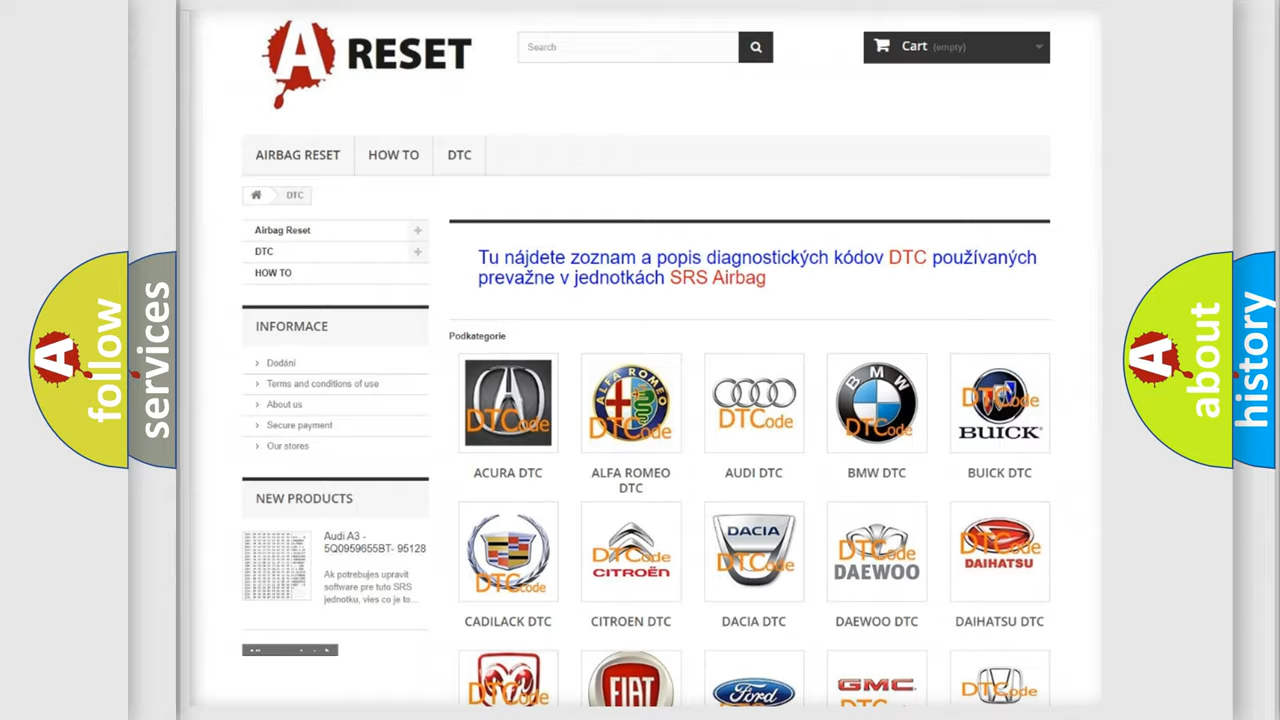 A RESET
Search
Cart (empty)
AIRBAG RESET
HOW TO
DTC
DTC
Airbag Reset
DTC
HOW TO
Tu nájdete zoznam a popis diagnostických kódov DTC používaných
prevažne v jednotkách SRS Airbag
INFORMACE
Dodání
Terms and conditions of use
About us
Secure payment
Our stores
NEW PRODUCTS
Audi A3 -
5Q0959655BT- 95128
Ak potrebujes upravit
software pre tuto SRS
jednotku, vies co je to...
Podkategorie
DTCode
ALFA ROMEO
DTCode
DTCode
BMW
DTCode
DTCode
BUICK
ACURA DTC
ALFA ROMEO
DTC
AUDI DTC
BMW DTC
BUICK DTC
DTCode
DTCode
CITROËN
DACIA
DTCode
DTCode
DAEWOO
DTCode
DAIHATSU
CADILACK DTC
CITROEN DTC
DACIA DTC
DAEWOO DTC
DAIHATSU DTC
DTCode
FIAT
Ford
GMC
DTCode
A follow
services
A about
history